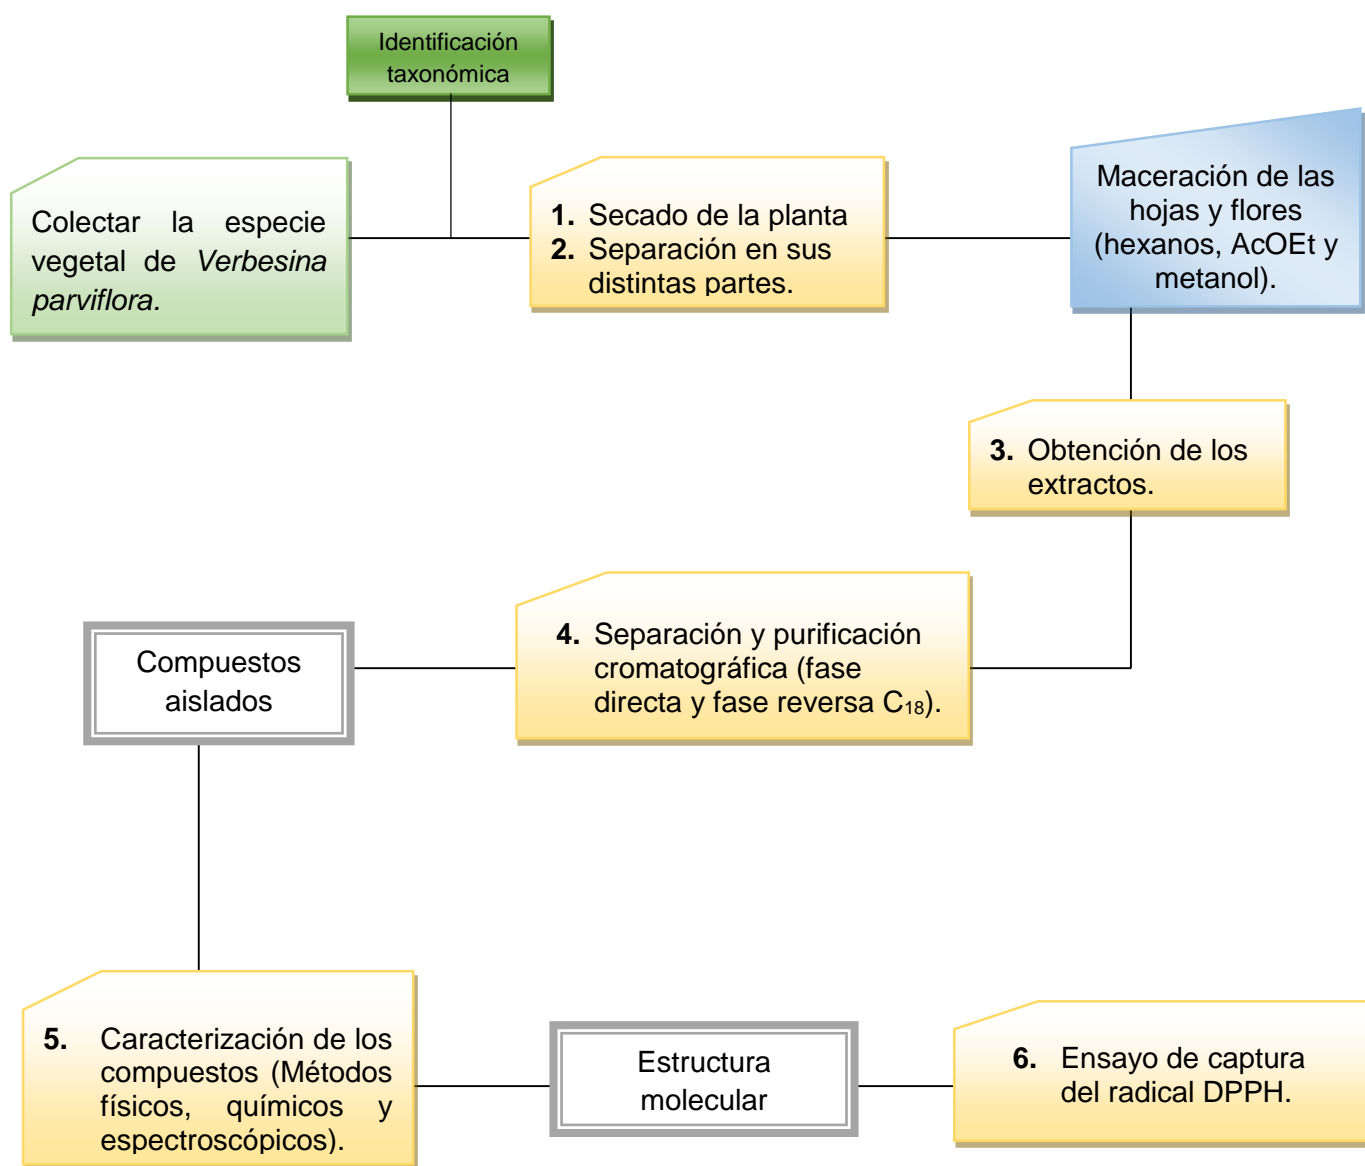 Identificación
taxonómica
Colectar la especie
vegetal de Verbesina
parviflora.
1. Secado de la planta
2. Separación en sus
distintas partes.
Maceración de las
hojas y flores
(hexanos, AcOEt y
metanol).
3. Obtención de los
extractos.
4. Separación y purificación
cromatográfica (fase
directa y fase reversa C₁₈).
Compuestos
aislados
5. Caracterización de los
compuestos (Métodos
físicos, químicos y
espectroscópicos).
Estructura
molecular
6. Ensayo de captura
del radical DPPH.